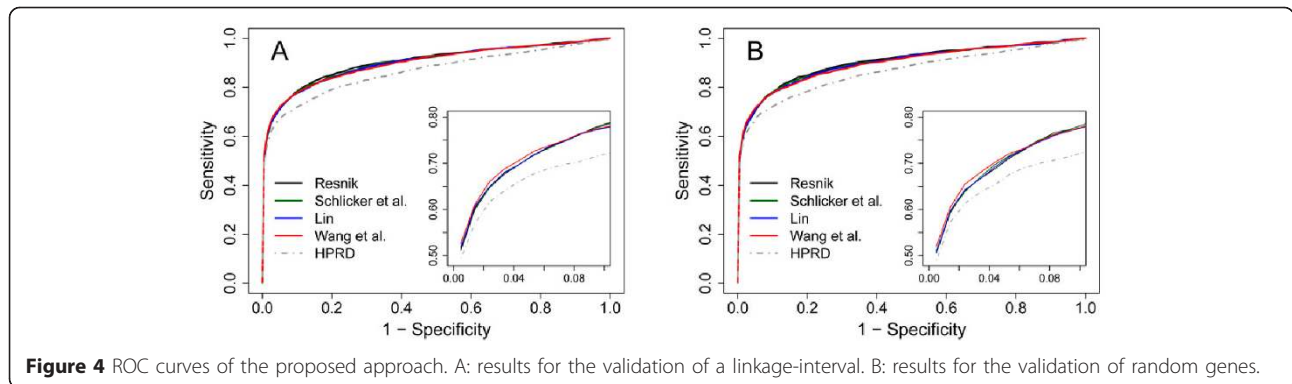 A
Sensitivity
1.0
0.8
0.6
0.4
0.2
0.0
Resnik
Schlicker et al.
Lin
Wang et al.
HPRD
0.80
0.70
0.60
0.50
0.00 0.04 0.08
0.0 0.2 0.4 0.6 0.8 1.0
1 − Specificity
B
Sensitivity
1.0
0.8
0.6
0.4
0.2
0.0
Resnik
Schlicker et al.
Lin
Wang et al.
HPRD
0.80
0.70
0.60
0.50
0.00 0.04 0.08
0.0 0.2 0.4 0.6 0.8 1.0
1 − Specificity
Figure 4 ROC curves of the proposed approach. A: results for the validation of a linkage-interval. B: results for the validation of random genes.